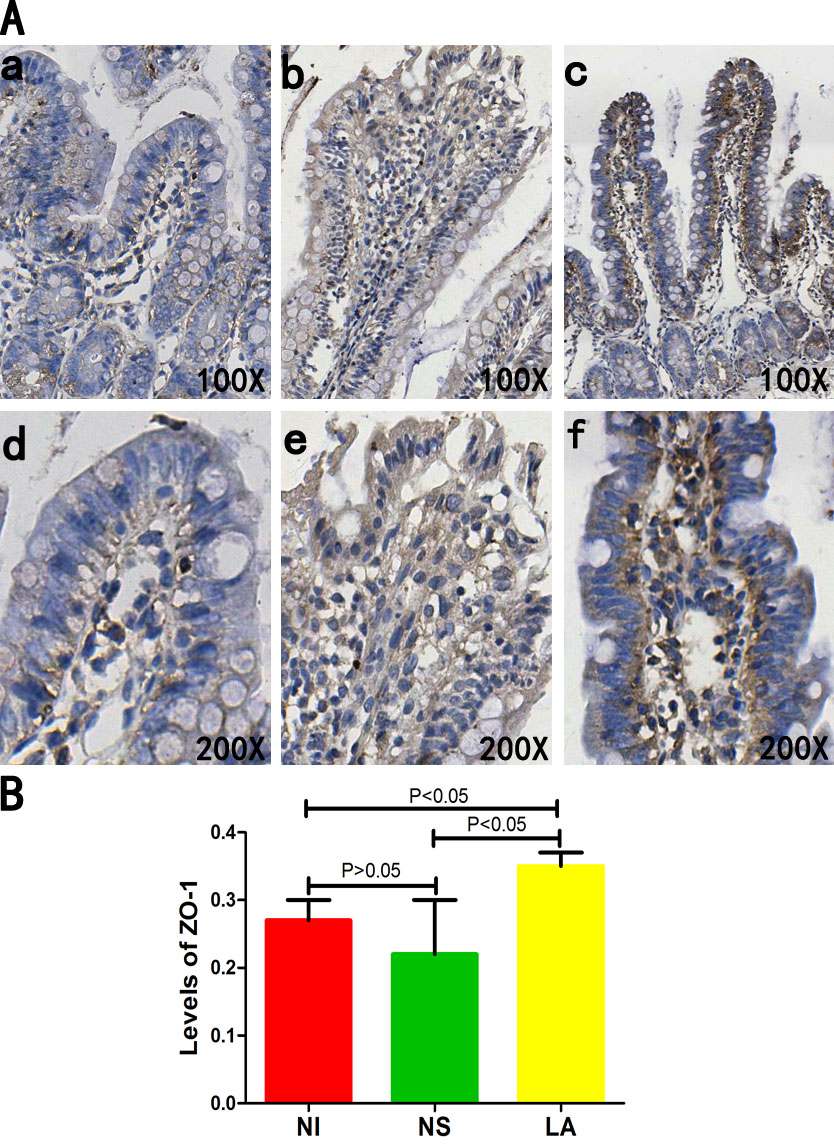 A
a
b
c
100X
100X
100X
d
e
f
200X
200X
200X
B
P<0.05
P<0.05
P>0.05
0.4
0.3
0.2
0.1
0.0
Levels of ZO-1
NI
NS
LA